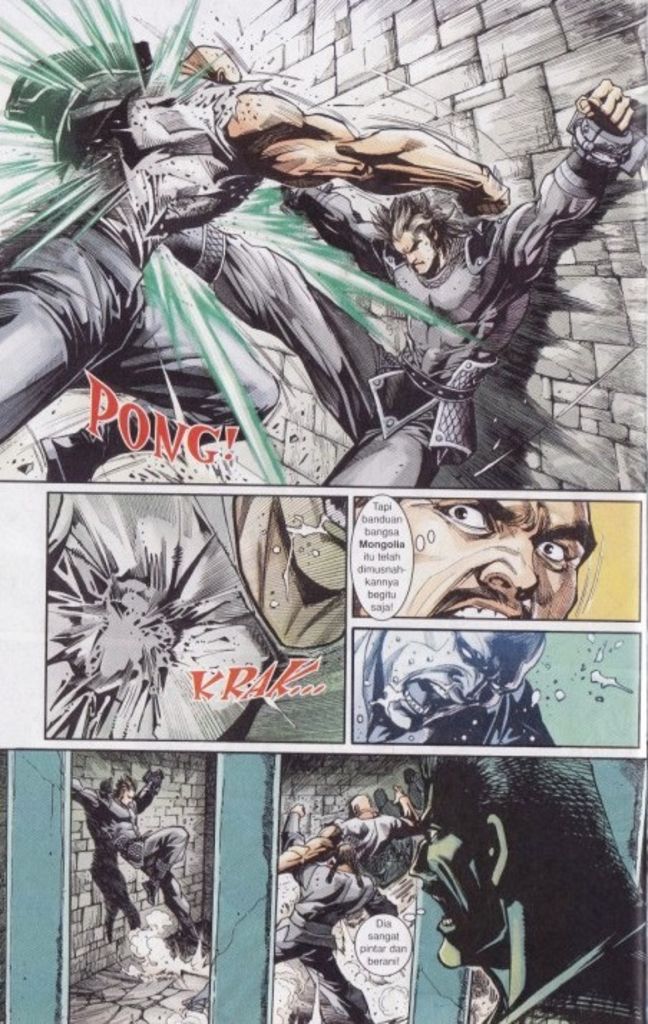 PONG!
Tapi
banduan
bangsa
Mongolia
itu telah
dimusnah-
kannya
begitu
saja!
KRAK...
Dia
sangat
pintar dan
berani!